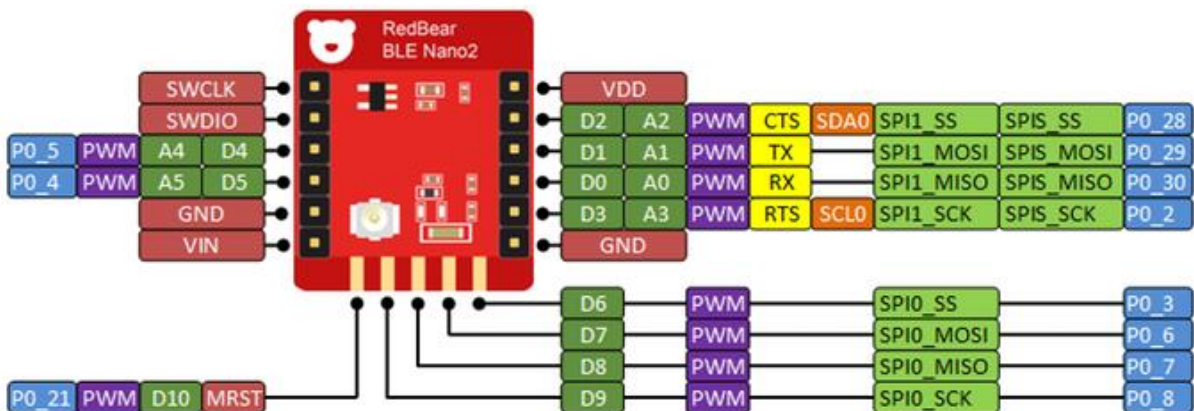 RedBear
BLE Nano2
SWCLK VDD
SWDIO D2 A2 PWM CTS SDA0 SPI1_SS SPIS_SS P0_28
P0_5 PWM A4 D4 D1 A1 PWM TX SPI1_MOSI SPIS_MOSI P0_29
P0_4 PWM A5 D5 D0 A0 PWM RX SPI1_MISO SPIS_MISO P0_30
GND D3 A3 PWM RTS SCL0 SPI1_SCK SPIS_SCK P0_2
VIN GND
D6 PWM SPI0_SS P0_3
D7 PWM SPI0_MOSI P0_6
D8 PWM SPI0_MISO P0_7
P0_21 PWM D10 MRST D9 PWM SPI0_SCK P0_8